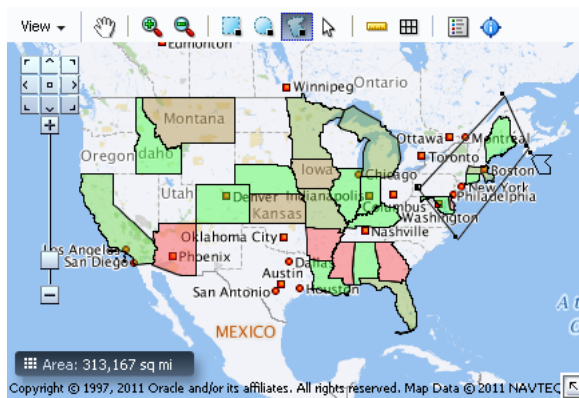 View
Edmonton
Winnipeg
Ontario
Montana
Ottawa
Montreal
Oregon
Idaho
Toronto
Iowa
Chicago
Boston
Utah
Denver
Indianapolis
New York
Columbus
Philadelphia
Kansas
Washington
Oklahoma City
Nashville
Los Angeles
San Diego
Phoenix
Dallas
Austin
San Antonio
Houston
MEXICO
A t
Area: 313,167 sq mi
Copyright © 1997, 2011 Oracle and/or its affiliates. All rights reserved. Map Data © 2011 NAVTEQ